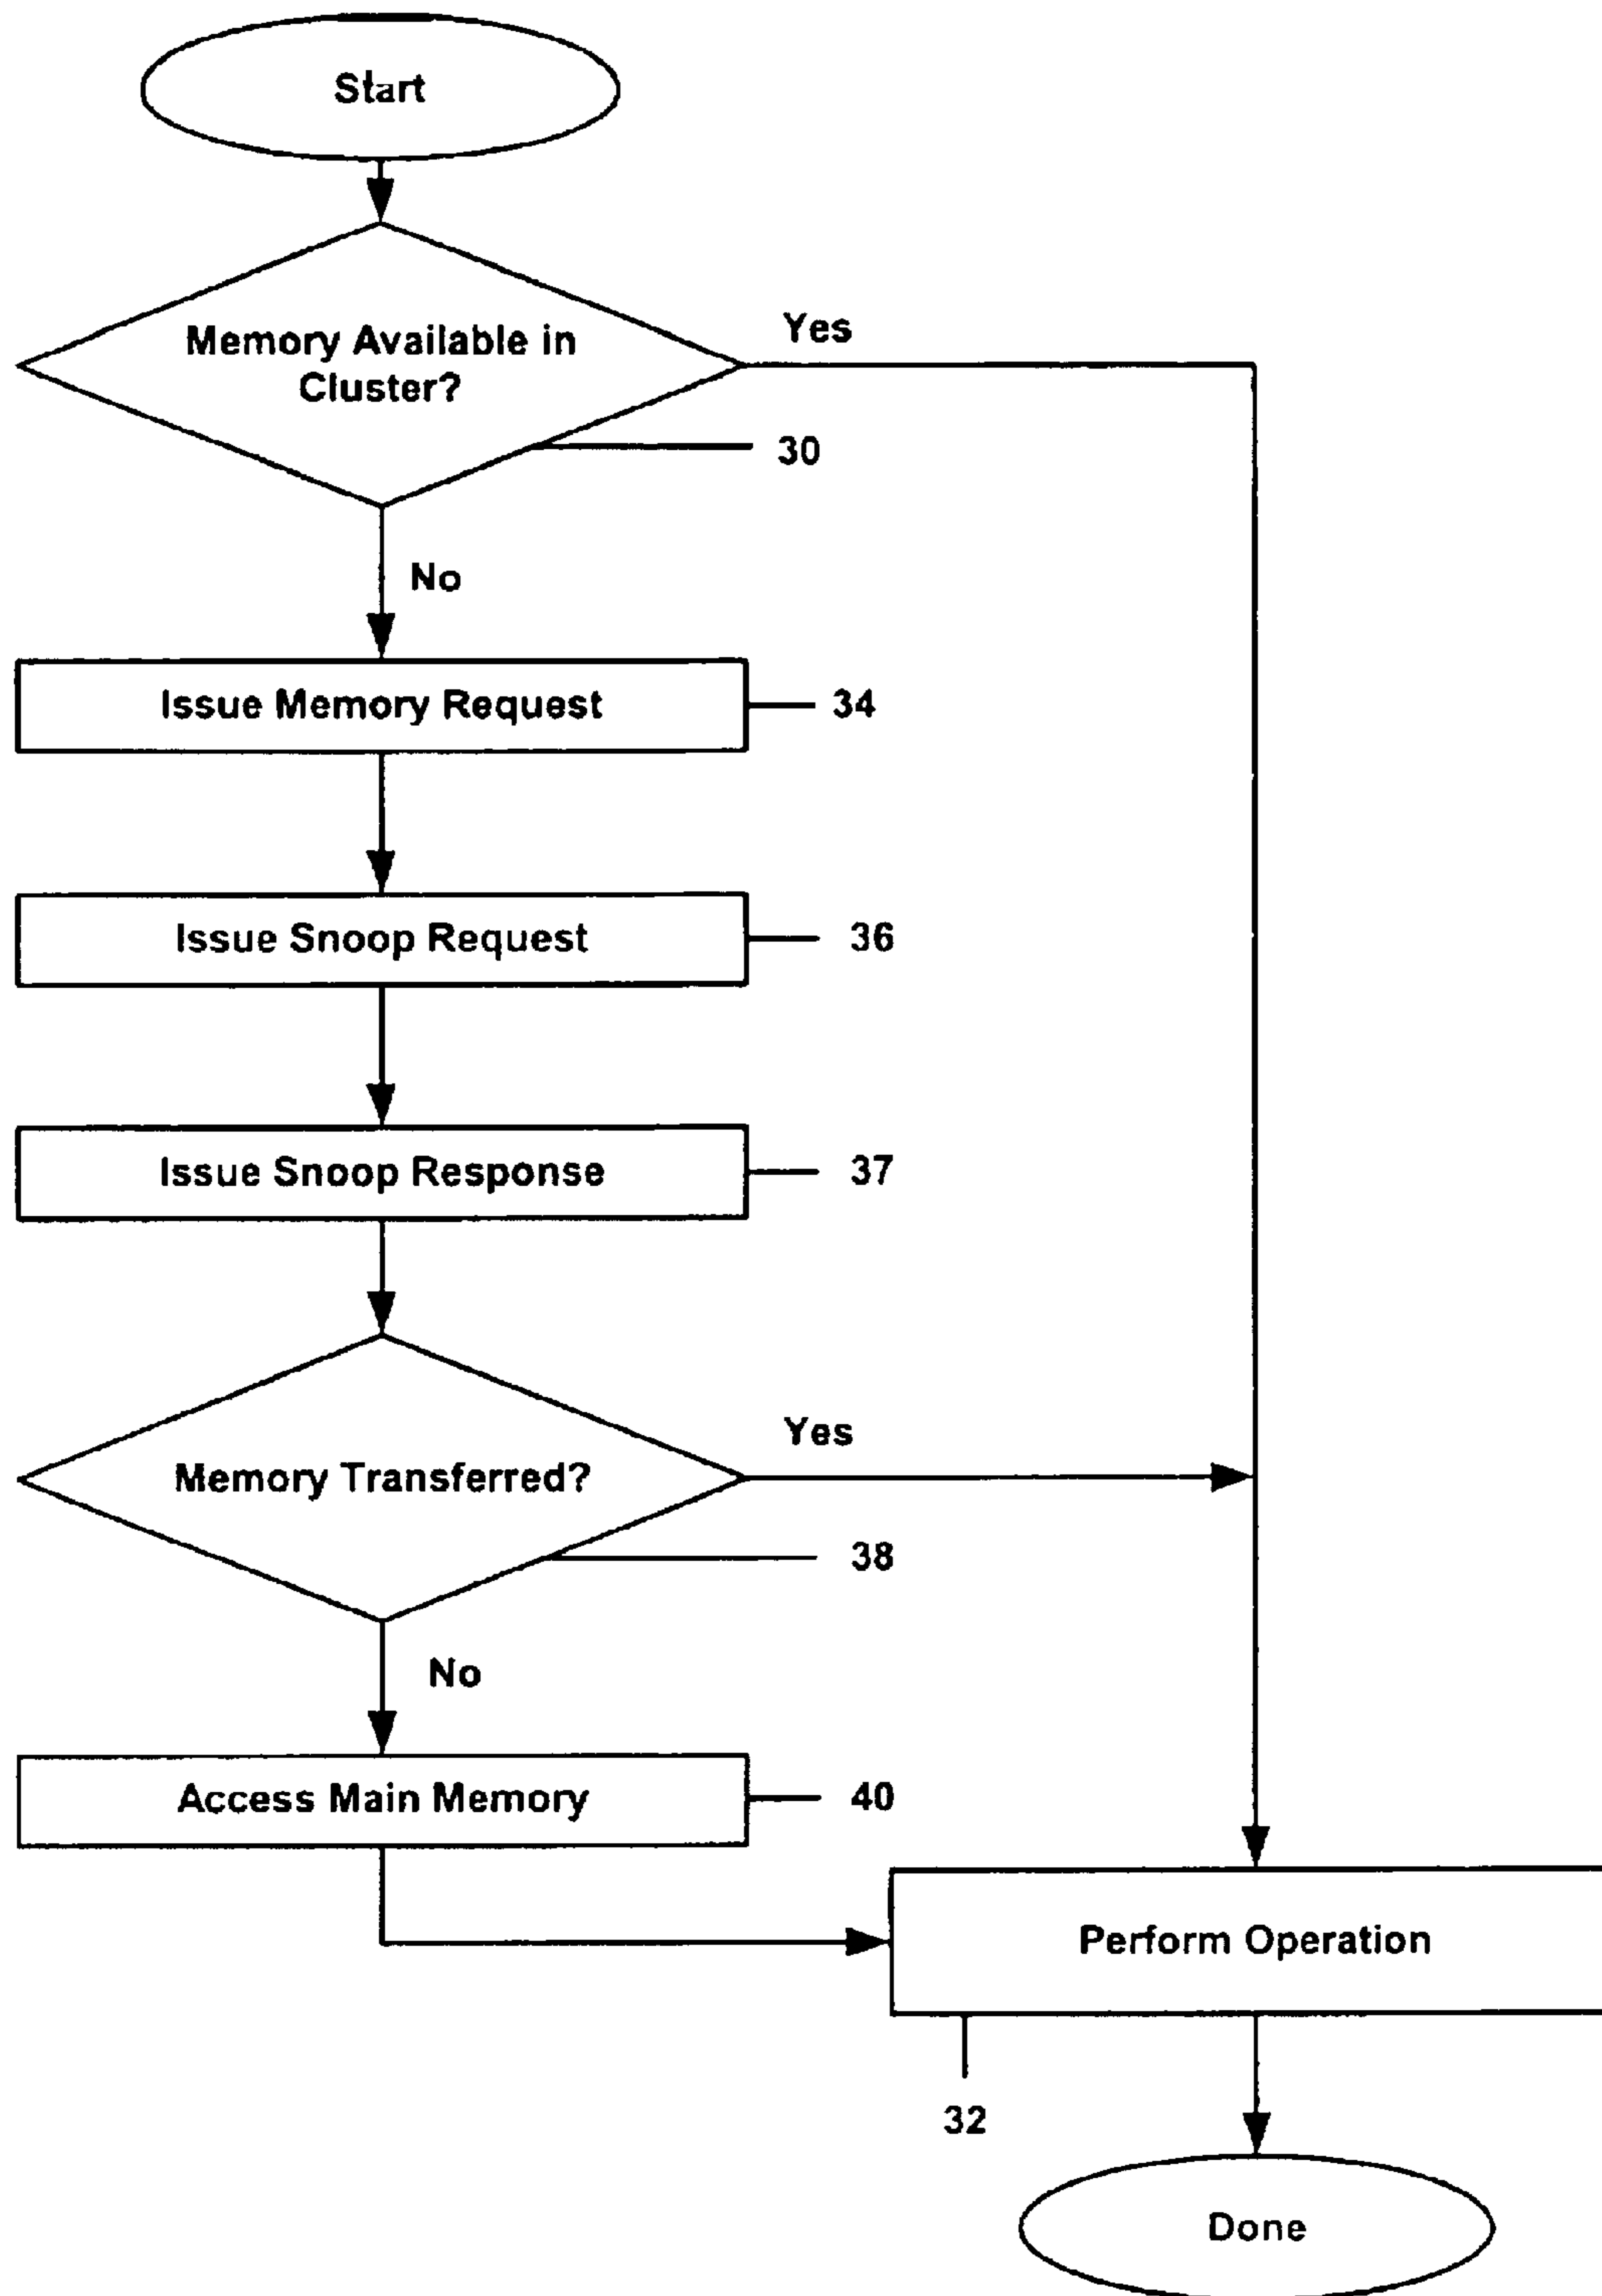 Start
Memory Available in
Cluster?
Yes
30
No
Issue Memory Request
34
Issue Snoop Request
36
Issue Snoop Response
37
Memory Transferred?
Yes
38
No
Access Main Memory
40
Perform Operation
32
Done